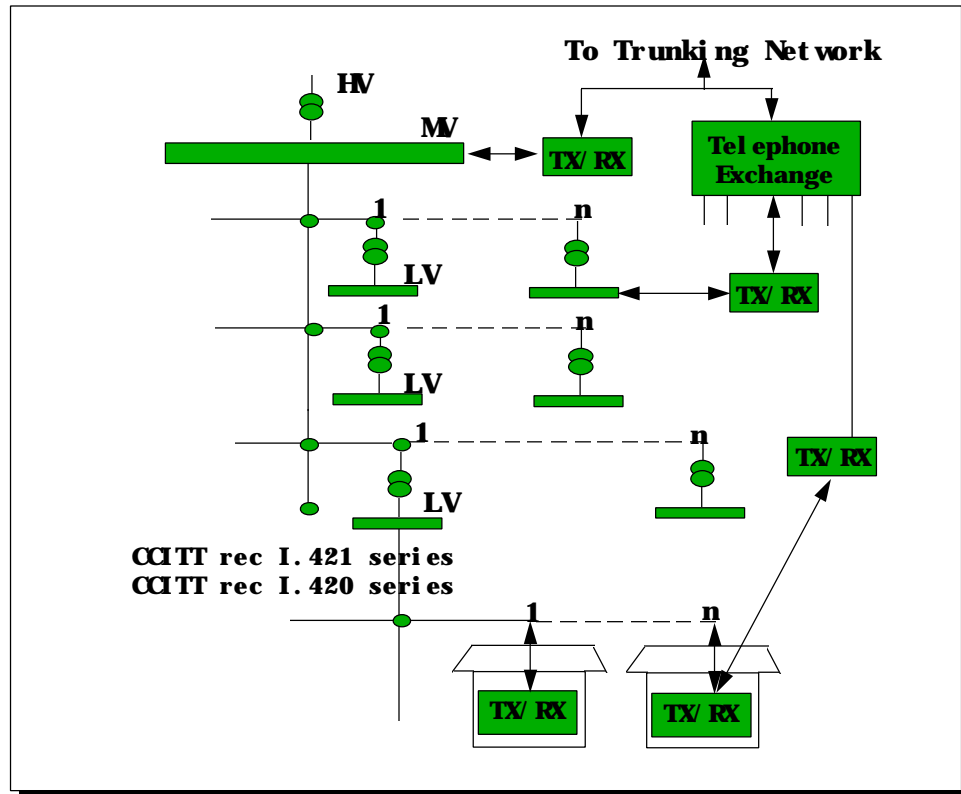 To Trunking Network
HV
MV
TX/RX
Telephone
Exchange
1
n
LV
TX/RX
1
n
LV
1
n
TX/RX
LV
CCITT rec I.421 series
CCITT rec I.420 series
1
n
TX/RX
TX/RX